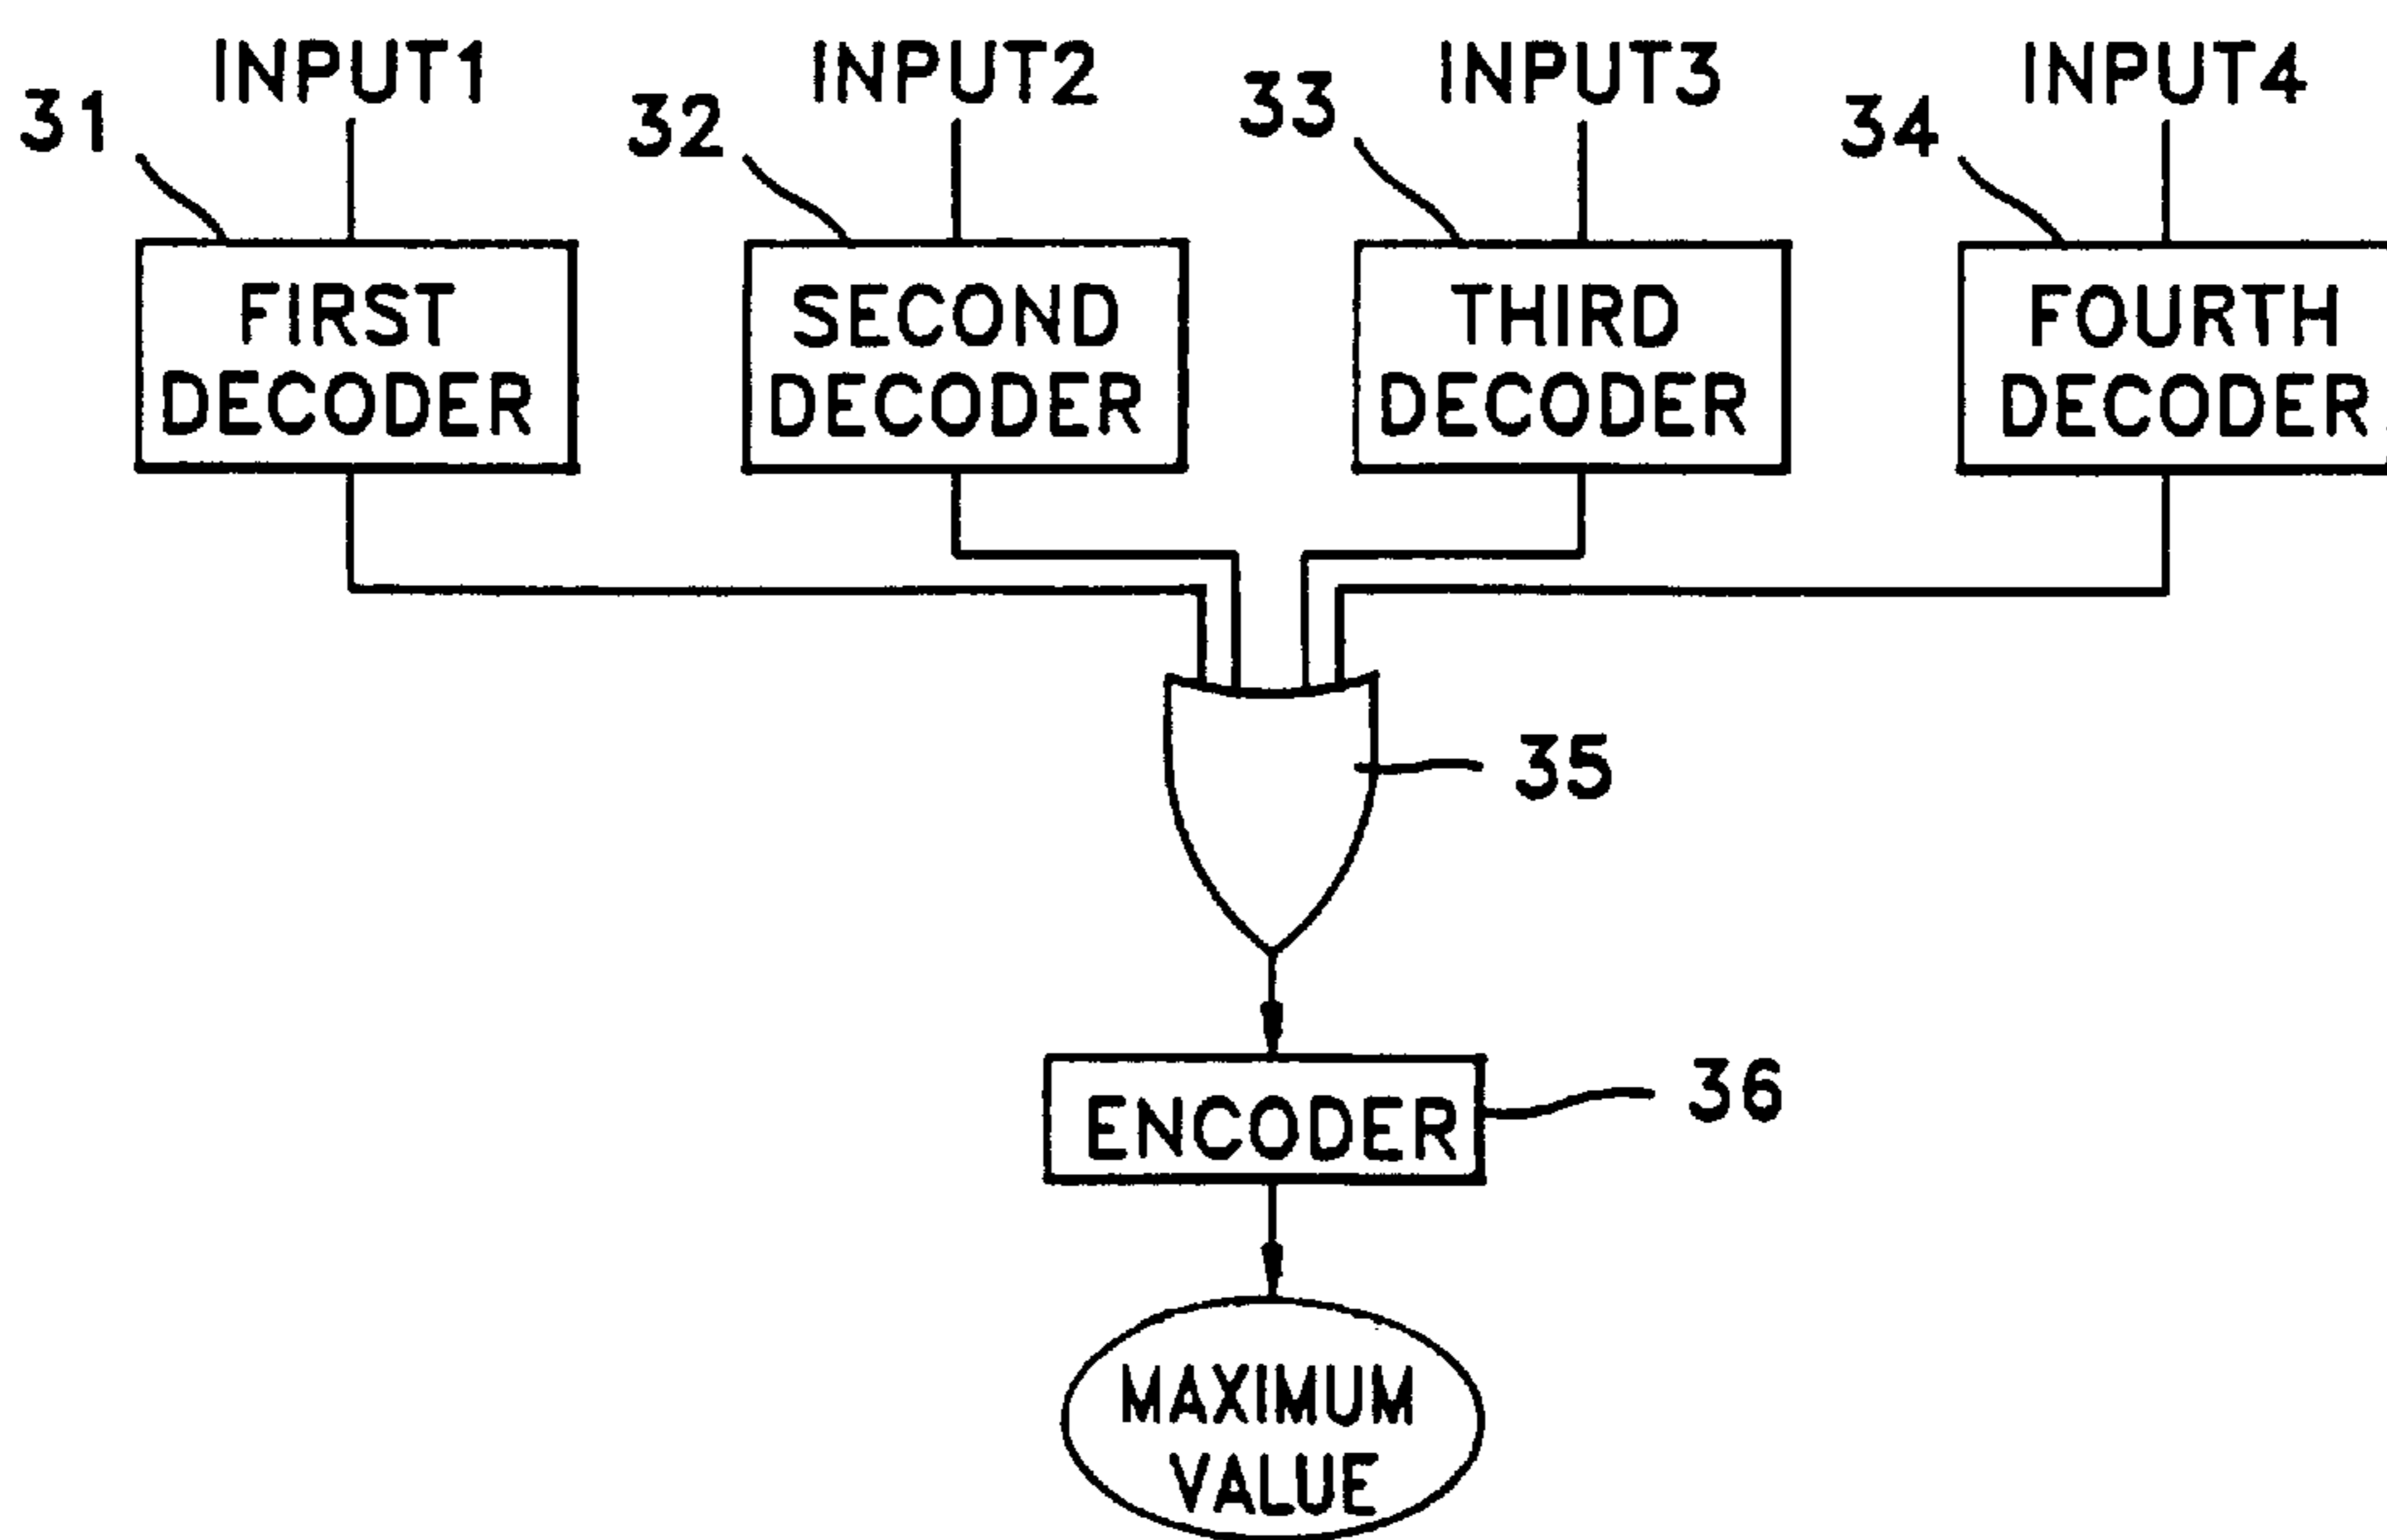 INPUT1 INPUT2 INPUT3 INPUT4
31 32 33 34
FIRST DECODER
SECOND DECODER
THIRD DECODER
FOURTH DECODER
35
ENCODER
36
MAXIMUM
VALUE